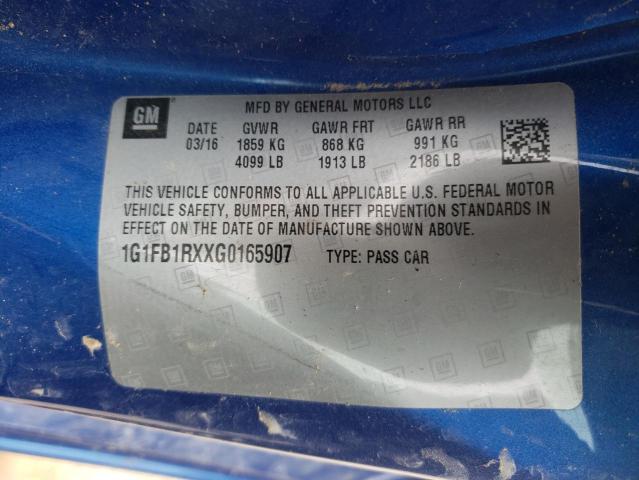 GM
MFD BY GENERAL MOTORS LLC
DATE GVWR GAWR FRT GAWR RR
03/16 1859 KG 868 KG 991 KG
4099 LB 1913 LB 2186 LB
THIS VEHICLE CONFORMS TO ALL APPLICABLE U.S. FEDERAL MOTOR
VEHICLE SAFETY, BUMPER, AND THEFT PREVENTION STANDARDS IN
EFFECT ON THE DATE OF MANUFACTURE SHOWN ABOVE.
1G1FB1RXXG0165907 TYPE: PASS CAR